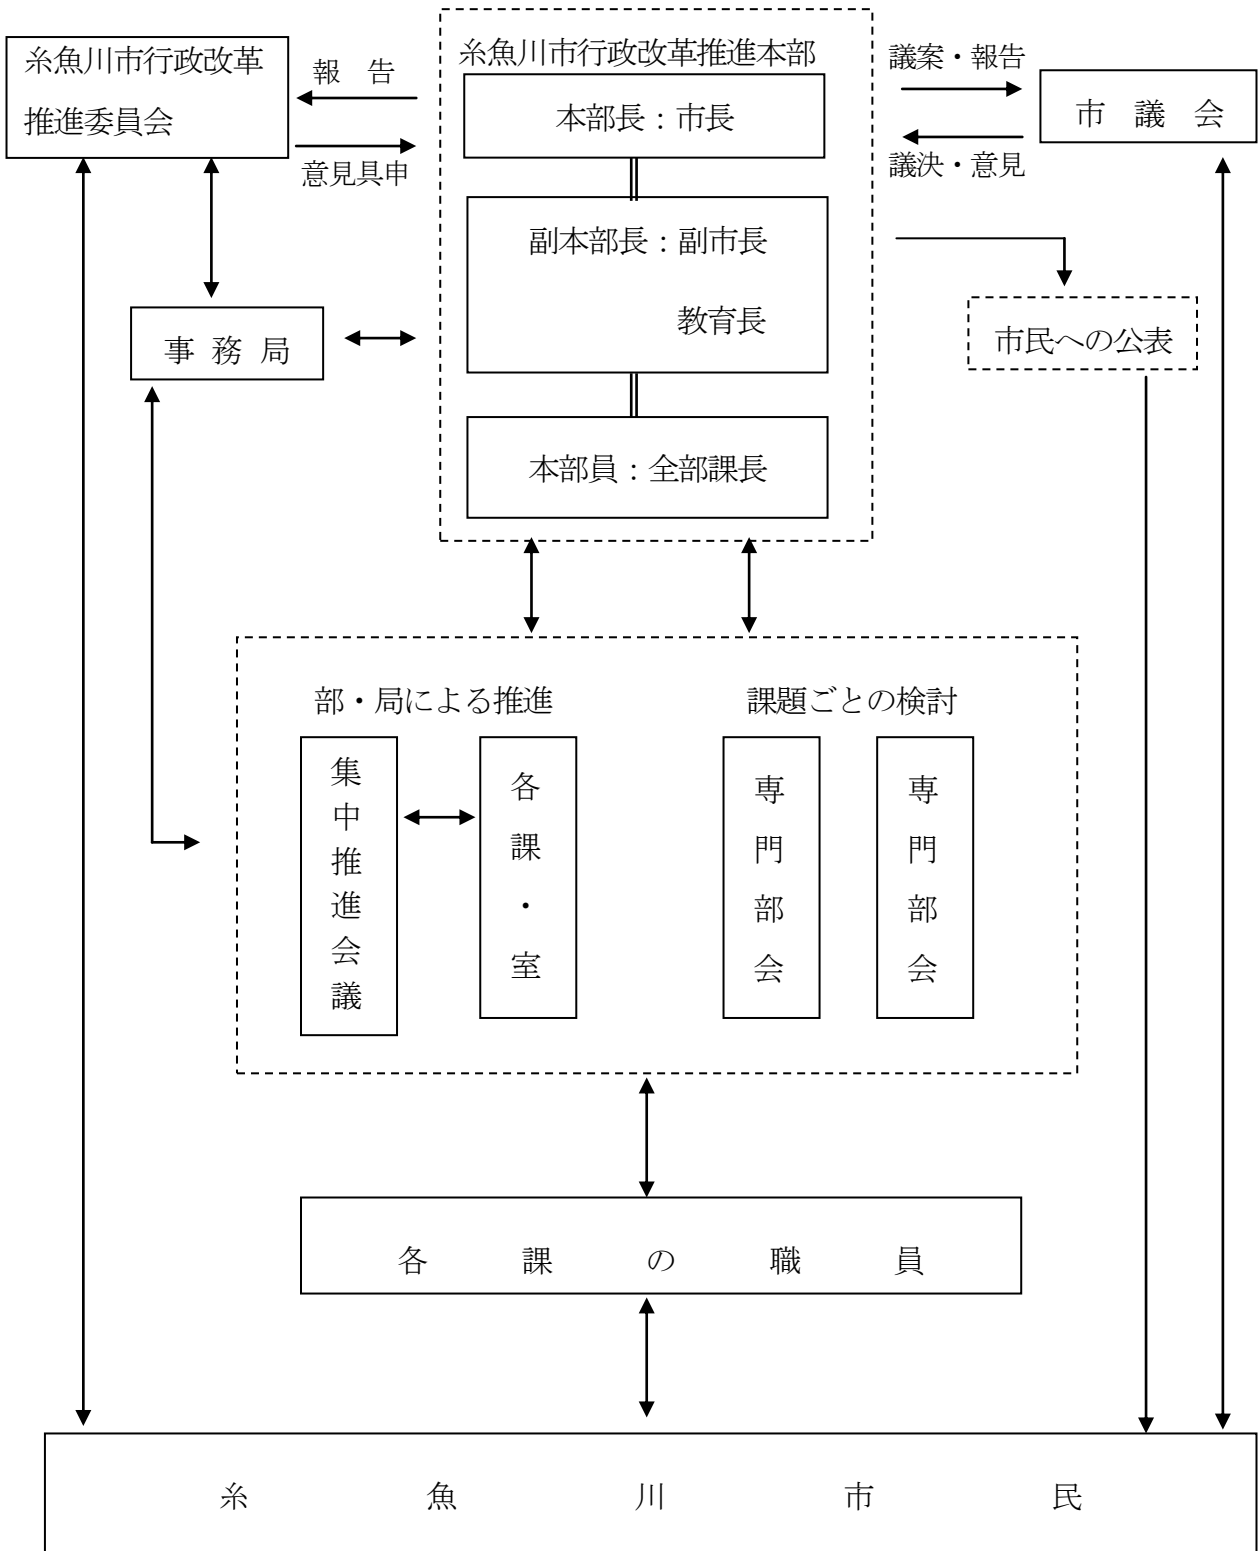 糸魚川市行政改革
推進委員会
報　告
意見具申
糸魚川市行政改革推進本部
本部長：市長
副本部長：副市長
教育長
本部員：全部課長
議案・報告
議決・意見
市　議　会
市民への公表
事　務　局
部・局による推進
課題ごとの検討
集中推進会議
各課・室
専門部会
専門部会
各　課　の　職　員
糸　魚　川　市　民